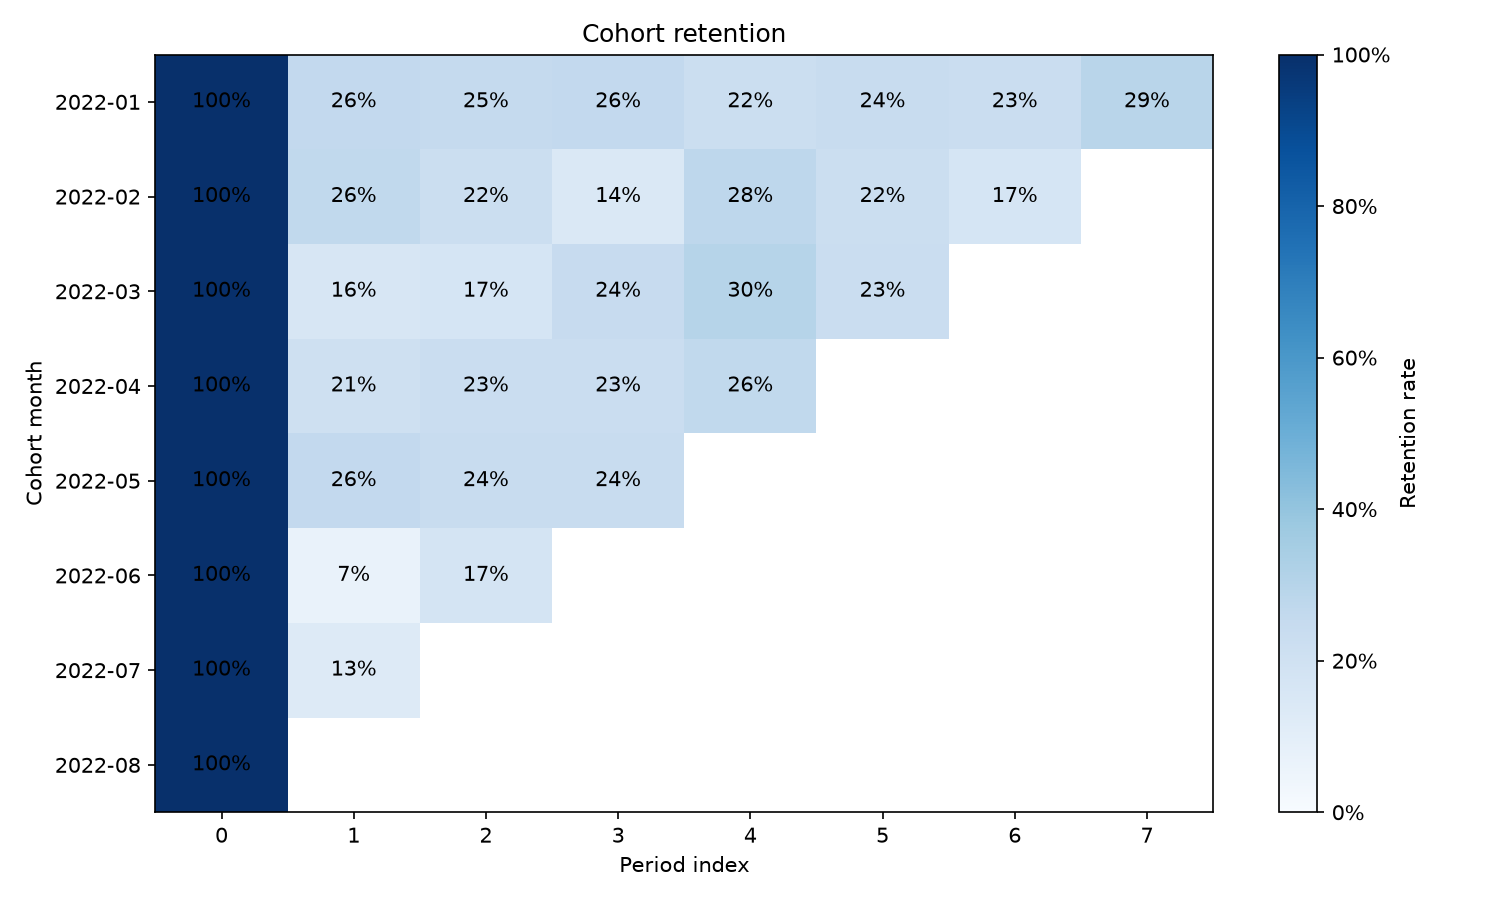 Cohort retention
2022-01 100% 26% 25% 26% 22% 24% 23% 29%
2022-02 100% 26% 22% 14% 28% 22% 17%
2022-03 100% 16% 17% 24% 30% 23%
2022-04 100% 21% 23% 23% 26%
2022-05 100% 26% 24% 24%
2022-06 100% 7% 17%
2022-07 100% 13%
2022-08 100%
0 1 2 3 4 5 6 7
Period index
Cohort month
100%
80%
60%
40%
20%
0%
Retention rate